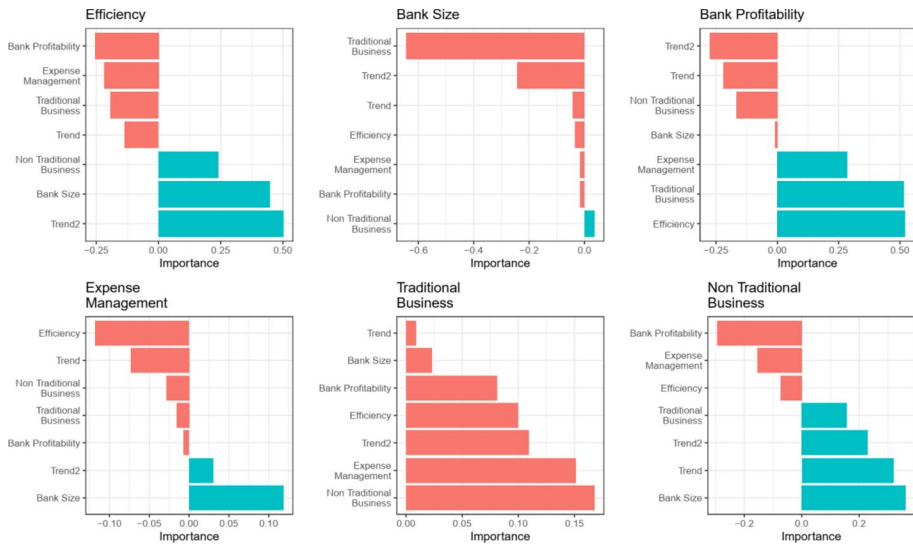 Efficiency
Bank Profitability
Expense
Management
Traditional
Business
Trend
Non Traditional
Business
Bank Size
Trend2
−0.25 0.00 0.25 0.50
Importance
Bank Size
Traditional
Business
Trend2
Trend
Efficiency
Expense
Management
Bank Profitability
Non Traditional
Business
−0.6 −0.4 −0.2 0.0
Importance
Bank Profitability
Trend2
Trend
Non Traditional
Business
Bank Size
Expense
Management
Traditional
Business
Efficiency
−0.25 0.00 0.25 0.50
Importance
Expense
Management
Efficiency
Trend
Non Traditional
Business
Traditional
Business
Bank Profitability
Trend2
Bank Size
−0.10 −0.05 0.00 0.05 0.10
Importance
Traditional
Business
Trend
Bank Size
Bank Profitability
Efficiency
Trend2
Expense
Management
Non Traditional
Business
0.00 0.05 0.10 0.15
Importance
Non Traditional
Business
Bank Profitability
Expense
Management
Efficiency
Traditional
Business
Trend2
Trend
Bank Size
−0.2 0.0 0.2
Importance